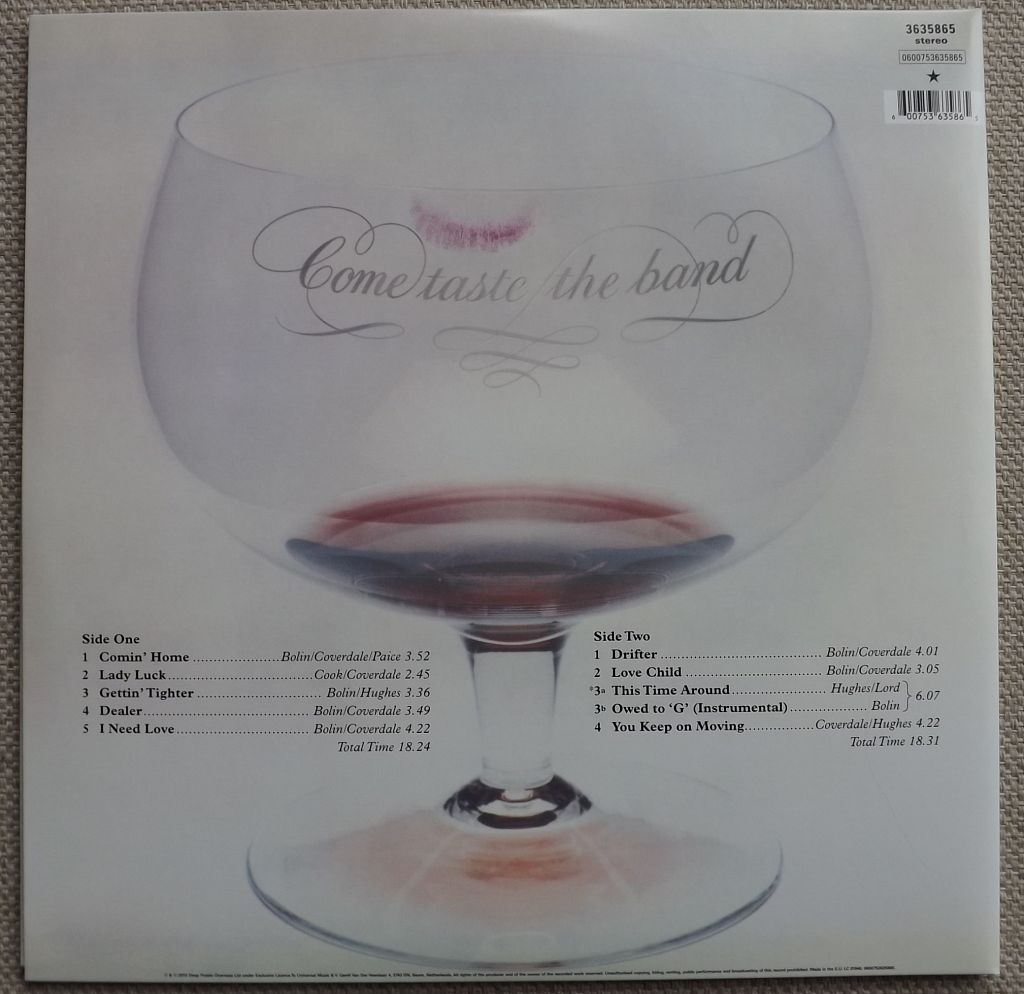 3635865
stereo
0600753635865
6 00753 63586 5
Come taste the band
Side One
1 Comin' Home ..................... Bolin/Coverdale/Paice 3.52
2 Lady Luck .................................. Cook/Coverdale 2.45
3 Gettin' Tighter ............................. Bolin/Hughes 3.36
4 Dealer ...................................... Bolin/Coverdale 3.49
5 I Need Love ............................... Bolin/Coverdale 4.22
Total Time 18.24
Side Two
1 Drifter ...................................... Bolin/Coverdale 4.01
2 Love Child ............................... Bolin/Coverdale 3.05
*3a This Time Around ....................... Hughes/Lord
3b Owed to 'G' (Instrumental) .................. Bolin
6.07
4 You Keep on Moving ................. Coverdale/Hughes 4.22
Total Time 18.31